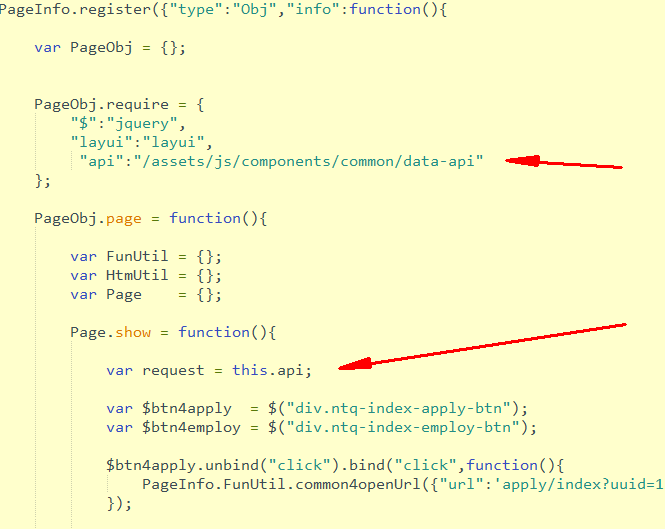 PageInfo.register({"type":"Obj","info":function(){
var PageObj = {};
PageObj.require = {
"$":"jquery",
"layui":"layui",
"api":"/assets/js/components/common/data-api"
};
PageObj.page = function(){
var FunUtil = {};
var HtmUtil = {};
var Page    = {};
Page.show = function(){
var request = this.api;
var $btn4apply  = $("div.ntq-index-apply-btn");
var $btn4employ = $("div.ntq-index-employ-btn");
$btn4apply.unbind("click").bind("click",function(){
PageInfo.FunUtil.common4openUrl({"url":'apply/index?uuid=1
});